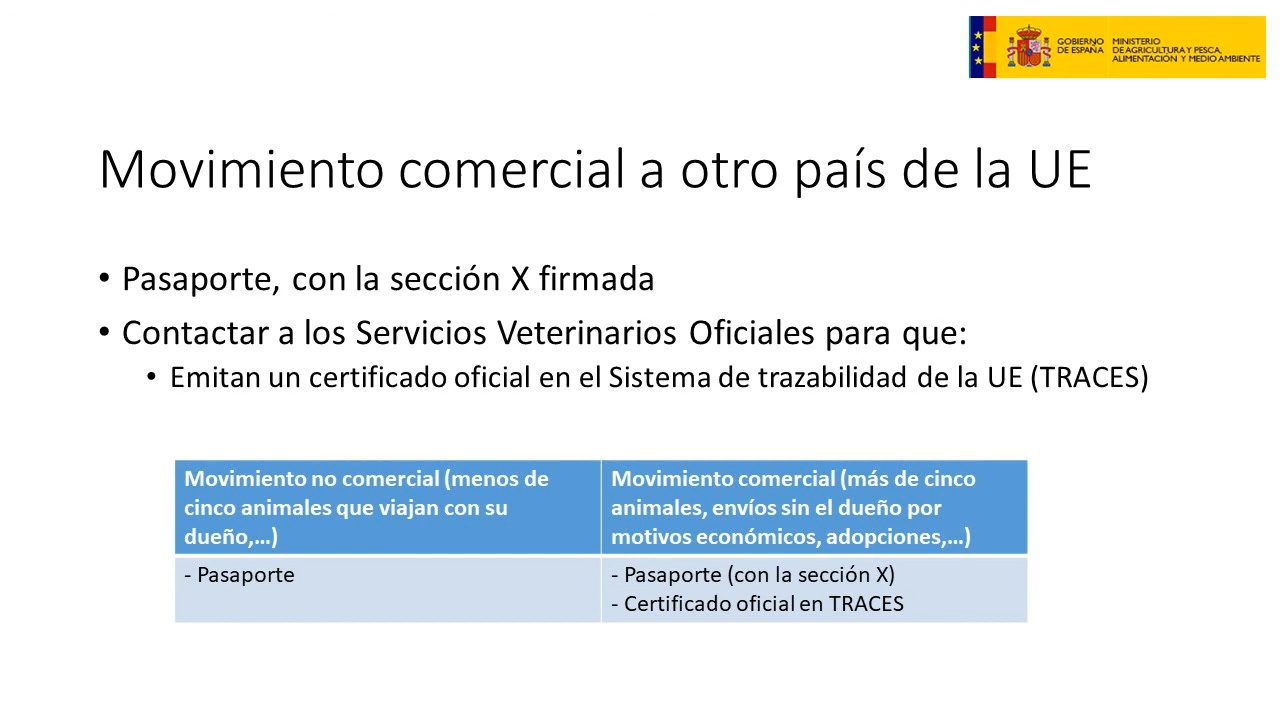 GOBIERNO
DE ESPAÑA
MINISTERIO
DE AGRICULTURA Y PESCA,
ALIMENTACIÓN Y MEDIO AMBIENTE
Movimiento comercial a otro país de la UE
• Pasaporte, con la sección X firmada
• Contactar a los Servicios Veterinarios Oficiales para que:
• Emitan un certificado oficial en el Sistema de trazabilidad de la UE (TRACES)
Movimiento no comercial (menos de
cinco animales que viajan con su
dueño,...)
Movimiento comercial (más de cinco
animales, envíos sin el dueño por
motivos económicos, adopciones,...)
- Pasaporte
- Pasaporte (con la sección X)
- Certificado oficial en TRACES